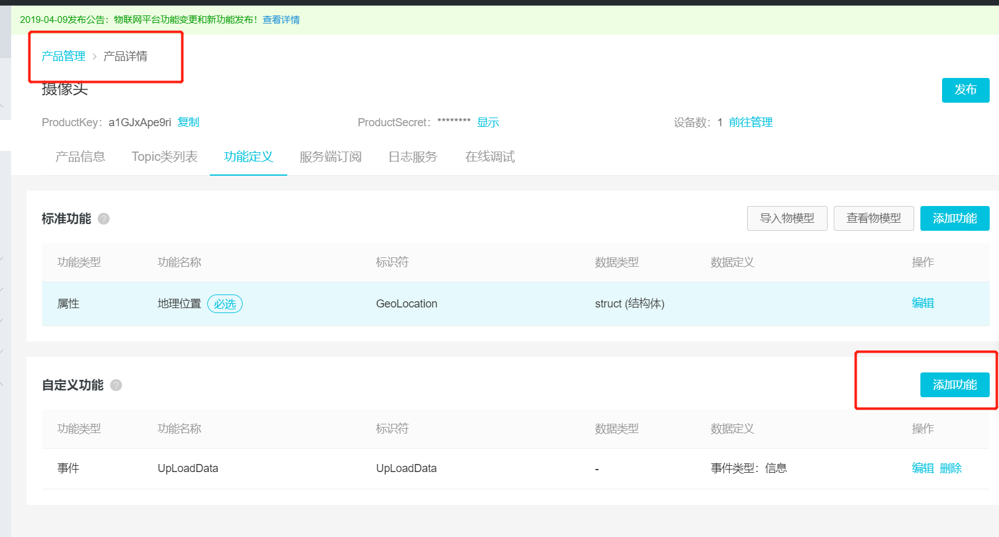 2019-04-09发布公告：物联网平台功能变更和新功能发布！查看详情
产品管理 > 产品详情
摄像头 发布
ProductKey：a1GJxApe9ri 复制 ProductSecret：******** 显示 设备数：1 前往管理
产品信息 Topic类列表 功能定义 服务端订阅 日志服务 在线调试
标准功能 ? 导入物模型 查看物模型 添加功能
功能类型 功能名称 标识符 数据类型 数据定义 操作
属性 地理位置 必选 GeoLocation struct (结构体) 编辑
自定义功能 ? 添加功能
功能类型 功能名称 标识符 数据类型 数据定义 操作
事件 UpLoadData UpLoadData - 事件类型：信息 编辑 删除